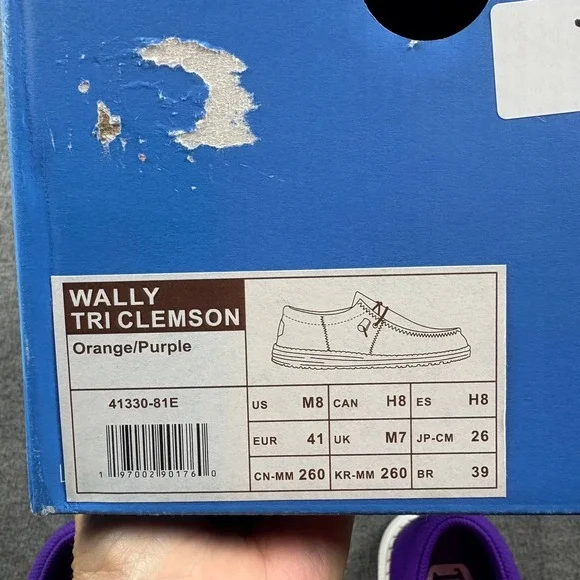 WALLY
TRI CLEMSON
Orange/Purple
41330-81E
1 97002 90176 0
US M8 CAN H8 ES H8
EUR 41 UK M7 JP-CM 26
CN-MM 260 KR-MM 260 BR 39